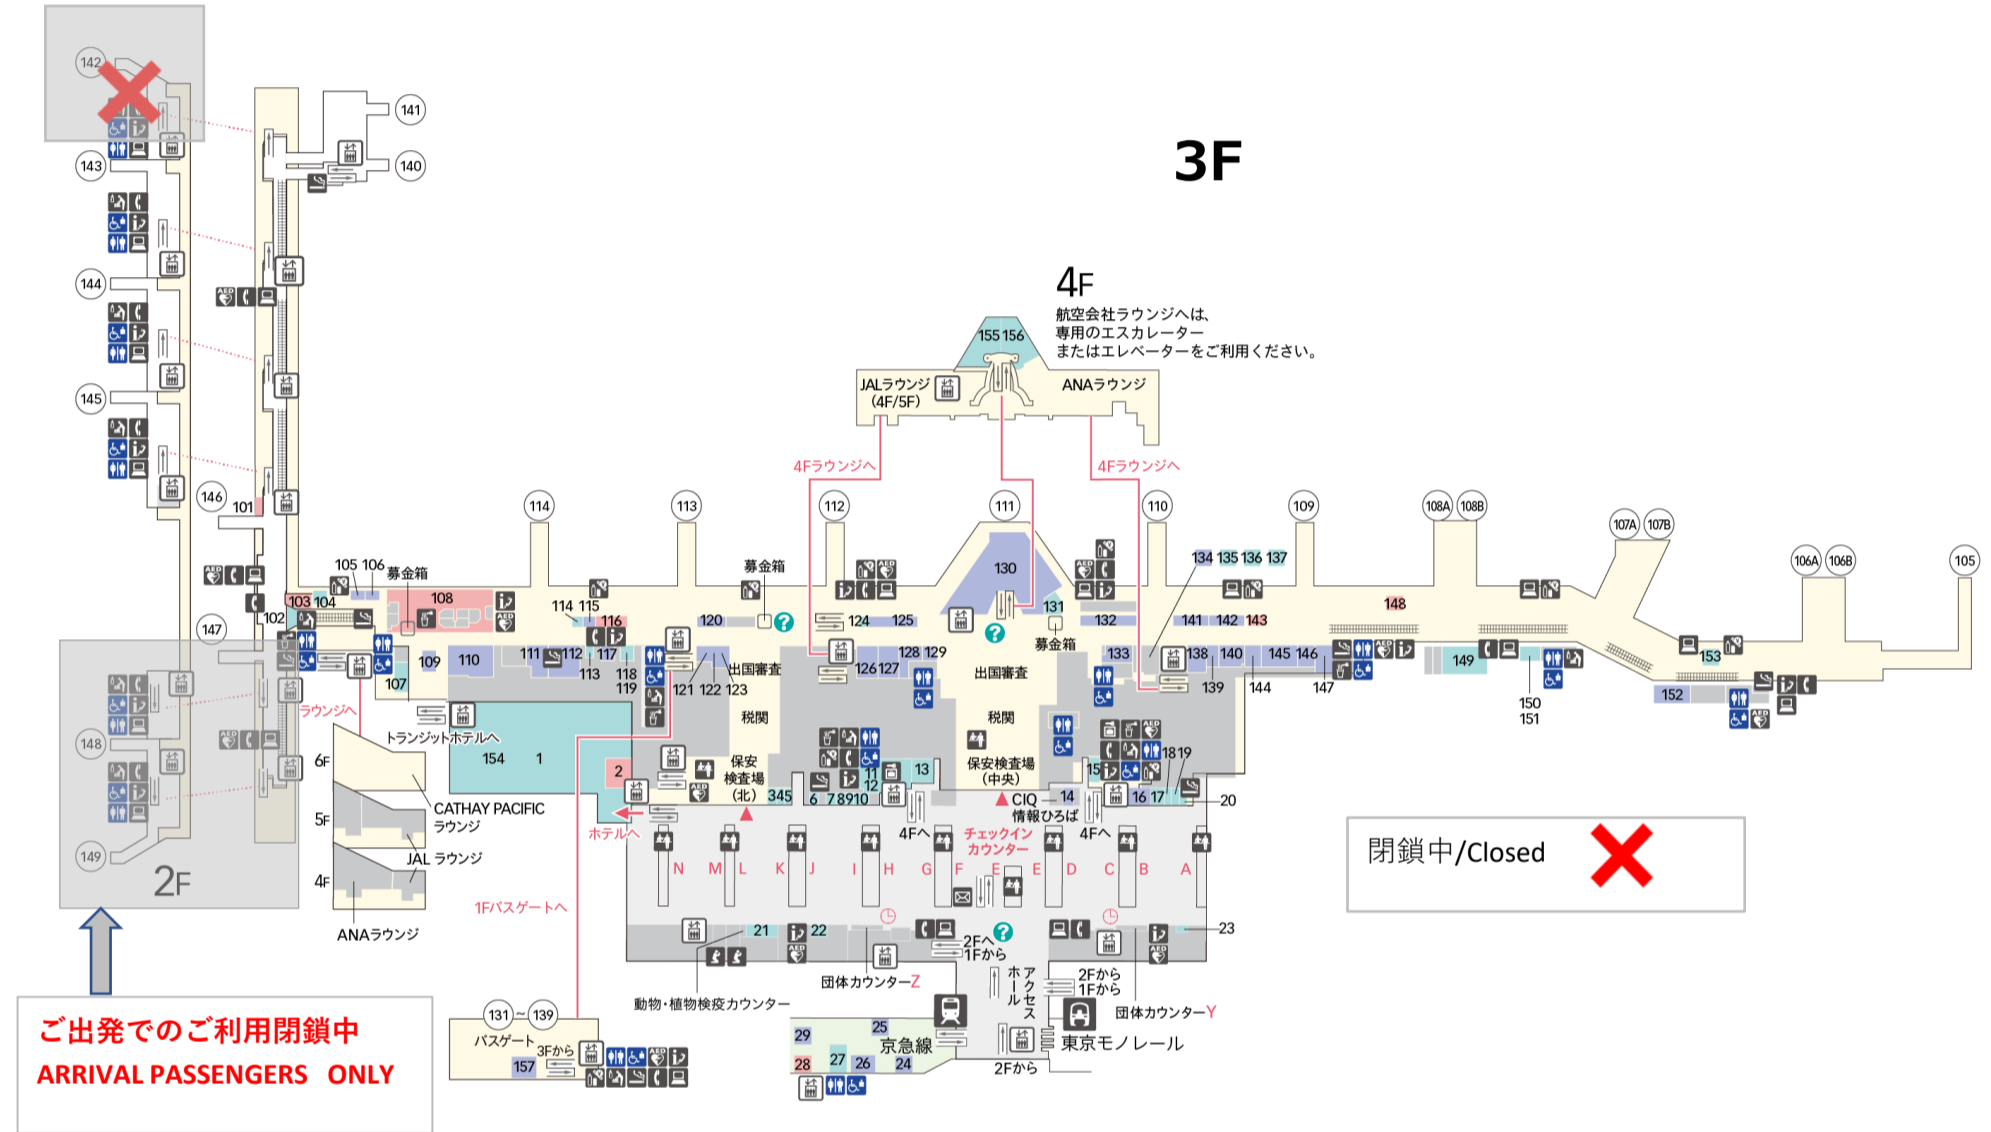 142
141
143
140
3F
144
4F
航空会社ラウンジへは、
専用のエスカレーター
またはエレベーターをご利用ください。
155 156
JALラウンジ
（4F/5F）
ANAラウンジ
145
4Fラウンジへ
4Fラウンジへ
146
101
114
113
112
111
110
109
108A
108B
107A
107B
106A
106B
105
134 135 136 137
105 106
募金箱
募金箱
130
103 104
108
114 115
131
148
102
116
120
124
125
132
141
142
143
147
募金箱
109
110
111
112
117
113
118
119
出国審査
121 122 123
126 127
128 129
出国審査
133
138
140
145 146
139
144
147
149
153
107
150
151
152
ラウンジへ
税関
税関
トランジットホテルへ
148
154
1
2
保安
検査場
（北）
保安検査場
（中央）
6F
11
12
13
15
18 19
3 4 5
6
7 8 9 10
CIQ
情報ひろば
14
16
17
20
CATHAY PACIFIC
ラウンジ
5F
ホテルへ
4Fへ
チェックイン
カウンター
4Fへ
JAL ラウンジ
149
閉鎖中/Closed
N
M
L
K
J
I
H
G
F
E
E
D
C
B
A
2F
4F
1Fバスゲートへ
ANAラウンジ
21
22
23
2Fへ
1Fから
アクセス
ホール
2Fから
1Fから
団体カウンターZ
動物・植物検疫カウンター
団体カウンターY
131 ～ 139
バスゲート
3Fから
157
29
25
京急線
28
27
26
24
東京モノレール
2Fから
ご出発でのご利用閉鎖中
ARRIVAL PASSENGERS ONLY
AED
AED
AED
AED
AED
AED
AED
AED
AED
AED
AED
AED
AED
AED